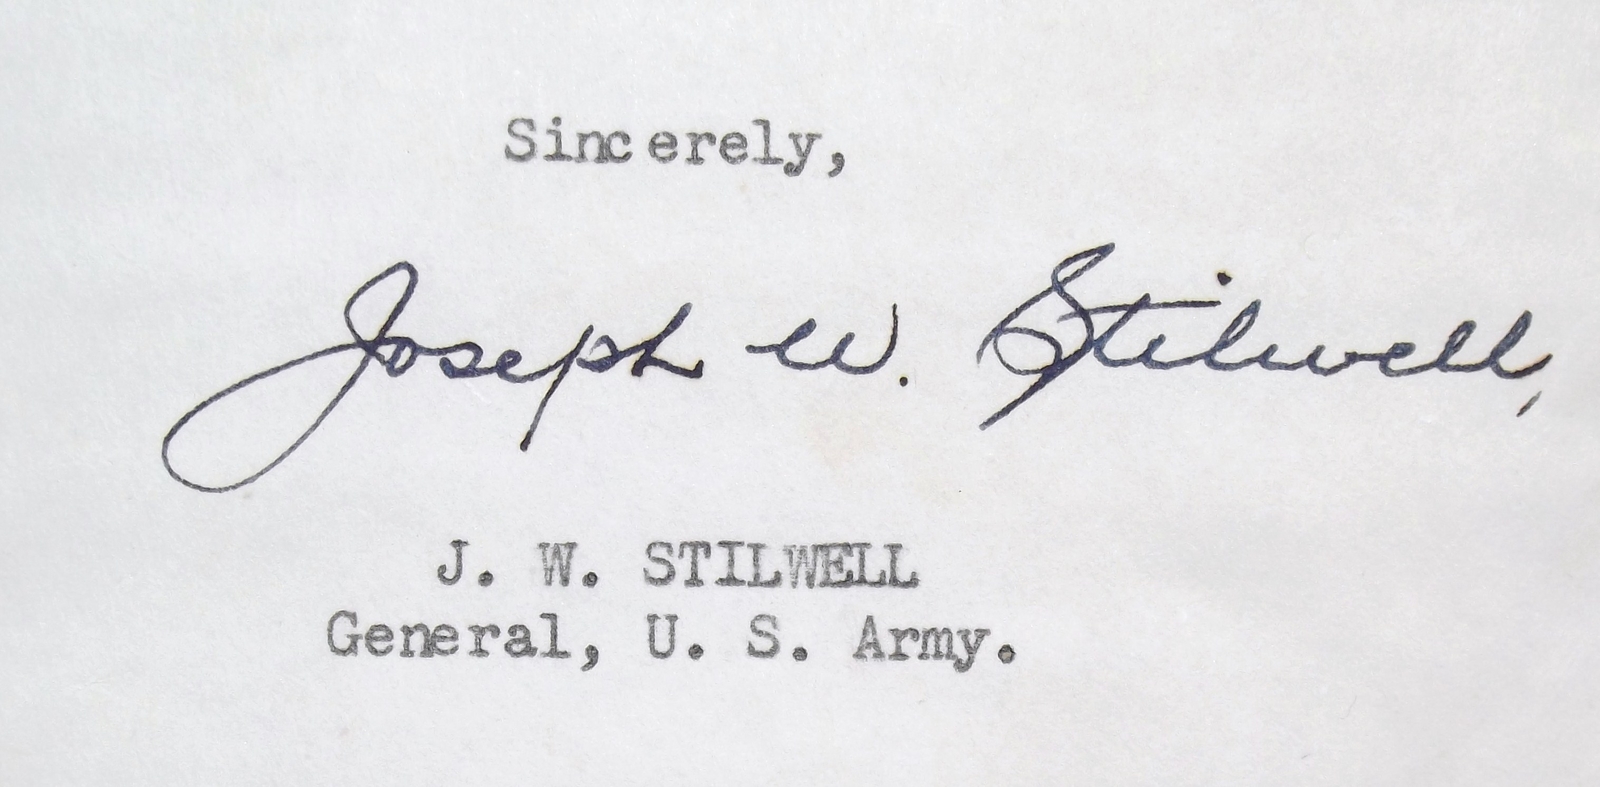 Sincerely,
Joseph W. Stilwell,
J. W. STILWELL
General, U. S. Army.